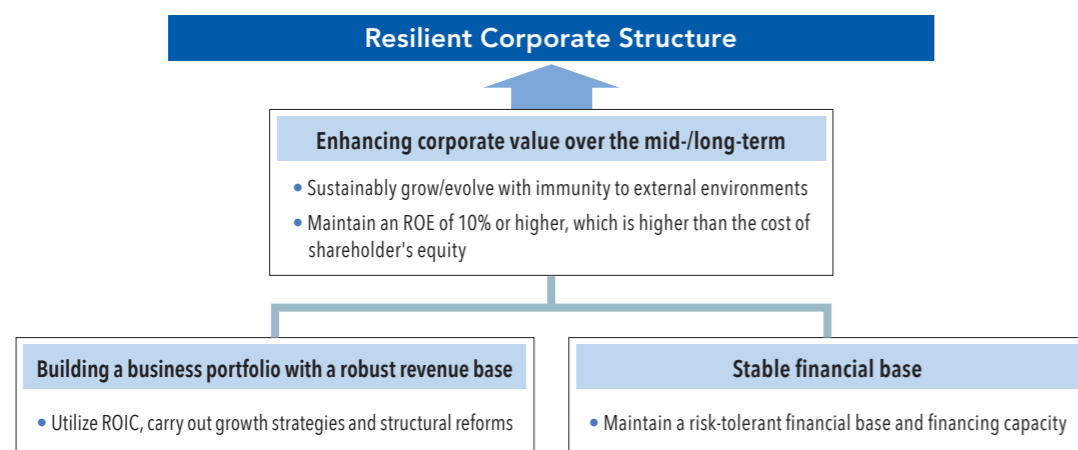 Resilient Corporate Structure
Enhancing corporate value over the mid-/long-term
• Sustainably grow/evolve with immunity to external environments
• Maintain an ROE of 10% or higher, which is higher than the cost of
shareholder's equity
Building a business portfolio with a robust revenue base
• Utilize ROIC, carry out growth strategies and structural reforms
Stable financial base
• Maintain a risk-tolerant financial base and financing capacity